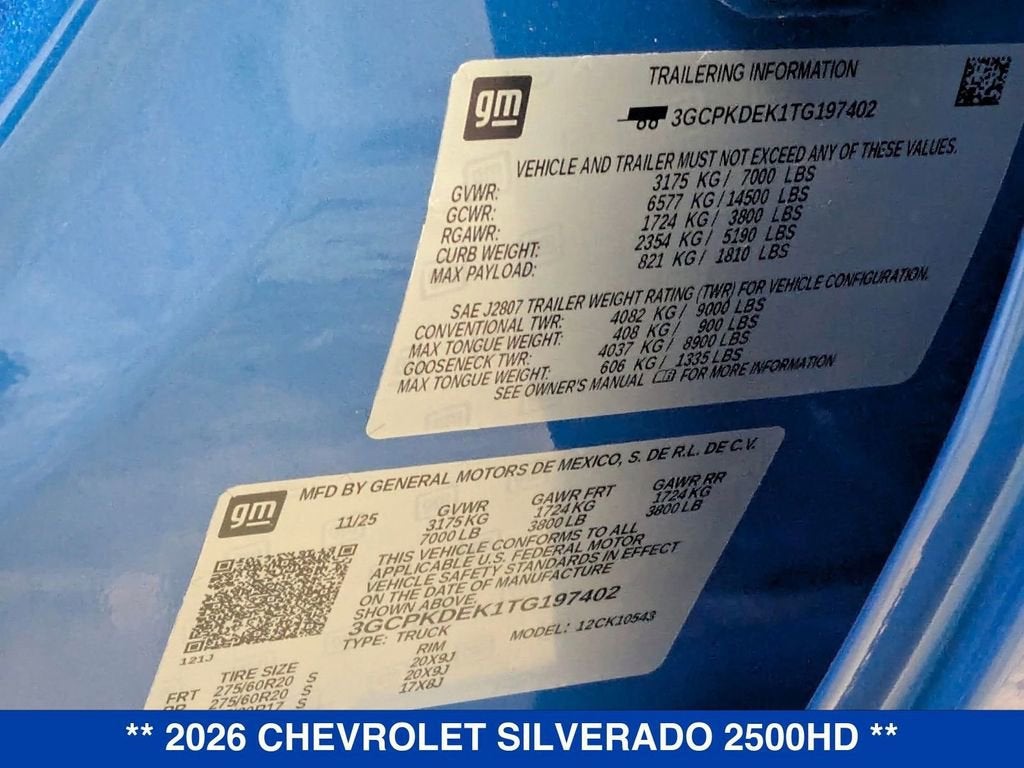 gm
TRAILERING INFORMATION
3GCPKDEK1TG197402
VEHICLE AND TRAILER MUST NOT EXCEED ANY OF THESE VALUES.
GVWR: 3175 KG/ 7000 LBS
GCWR: 6577 KG/14500 LBS
RGAWR: 1724 KG/ 3800 LBS
CURB WEIGHT: 2354 KG/ 5190 LBS
MAX PAYLOAD: 821 KG/ 1810 LBS
SAE J2807 TRAILER WEIGHT RATING (TWR) FOR VEHICLE CONFIGURATION.
CONVENTIONAL TWR: 4082 KG/ 9000 LBS
MAX TONGUE WEIGHT: 408 KG/ 900 LBS
GOOSENECK TWR: 4037 KG/ 8900 LBS
MAX TONGUE WEIGHT: 606 KG/ 1335 LBS
SEE OWNER'S MANUAL FOR MORE INFORMATION
gm
MFD BY GENERAL MOTORS DE MEXICO, S. DE R.L. DE C.V.
11/25 GVWR GAWR FRT GAWR RR
3175KG 1724KG 1724KG
7000LB 3800LB 3800LB
THIS VEHICLE CONFORMS TO ALL
APPLICABLE U.S. FEDERAL MOTOR
VEHICLE SAFETY STANDARDS IN EFFECT
ON THE DATE OF MANUFACTURE
SHOWN ABOVE.
3GCPKDEK1TG197402
TYPE: TRUCK MODEL: 12CK10543
121J
TIRE SIZE RIM
FRT 275/60R20 S 20X9J
275/60R20 S 20X9J
S 17X8J
** 2026 CHEVROLET SILVERADO 2500HD **